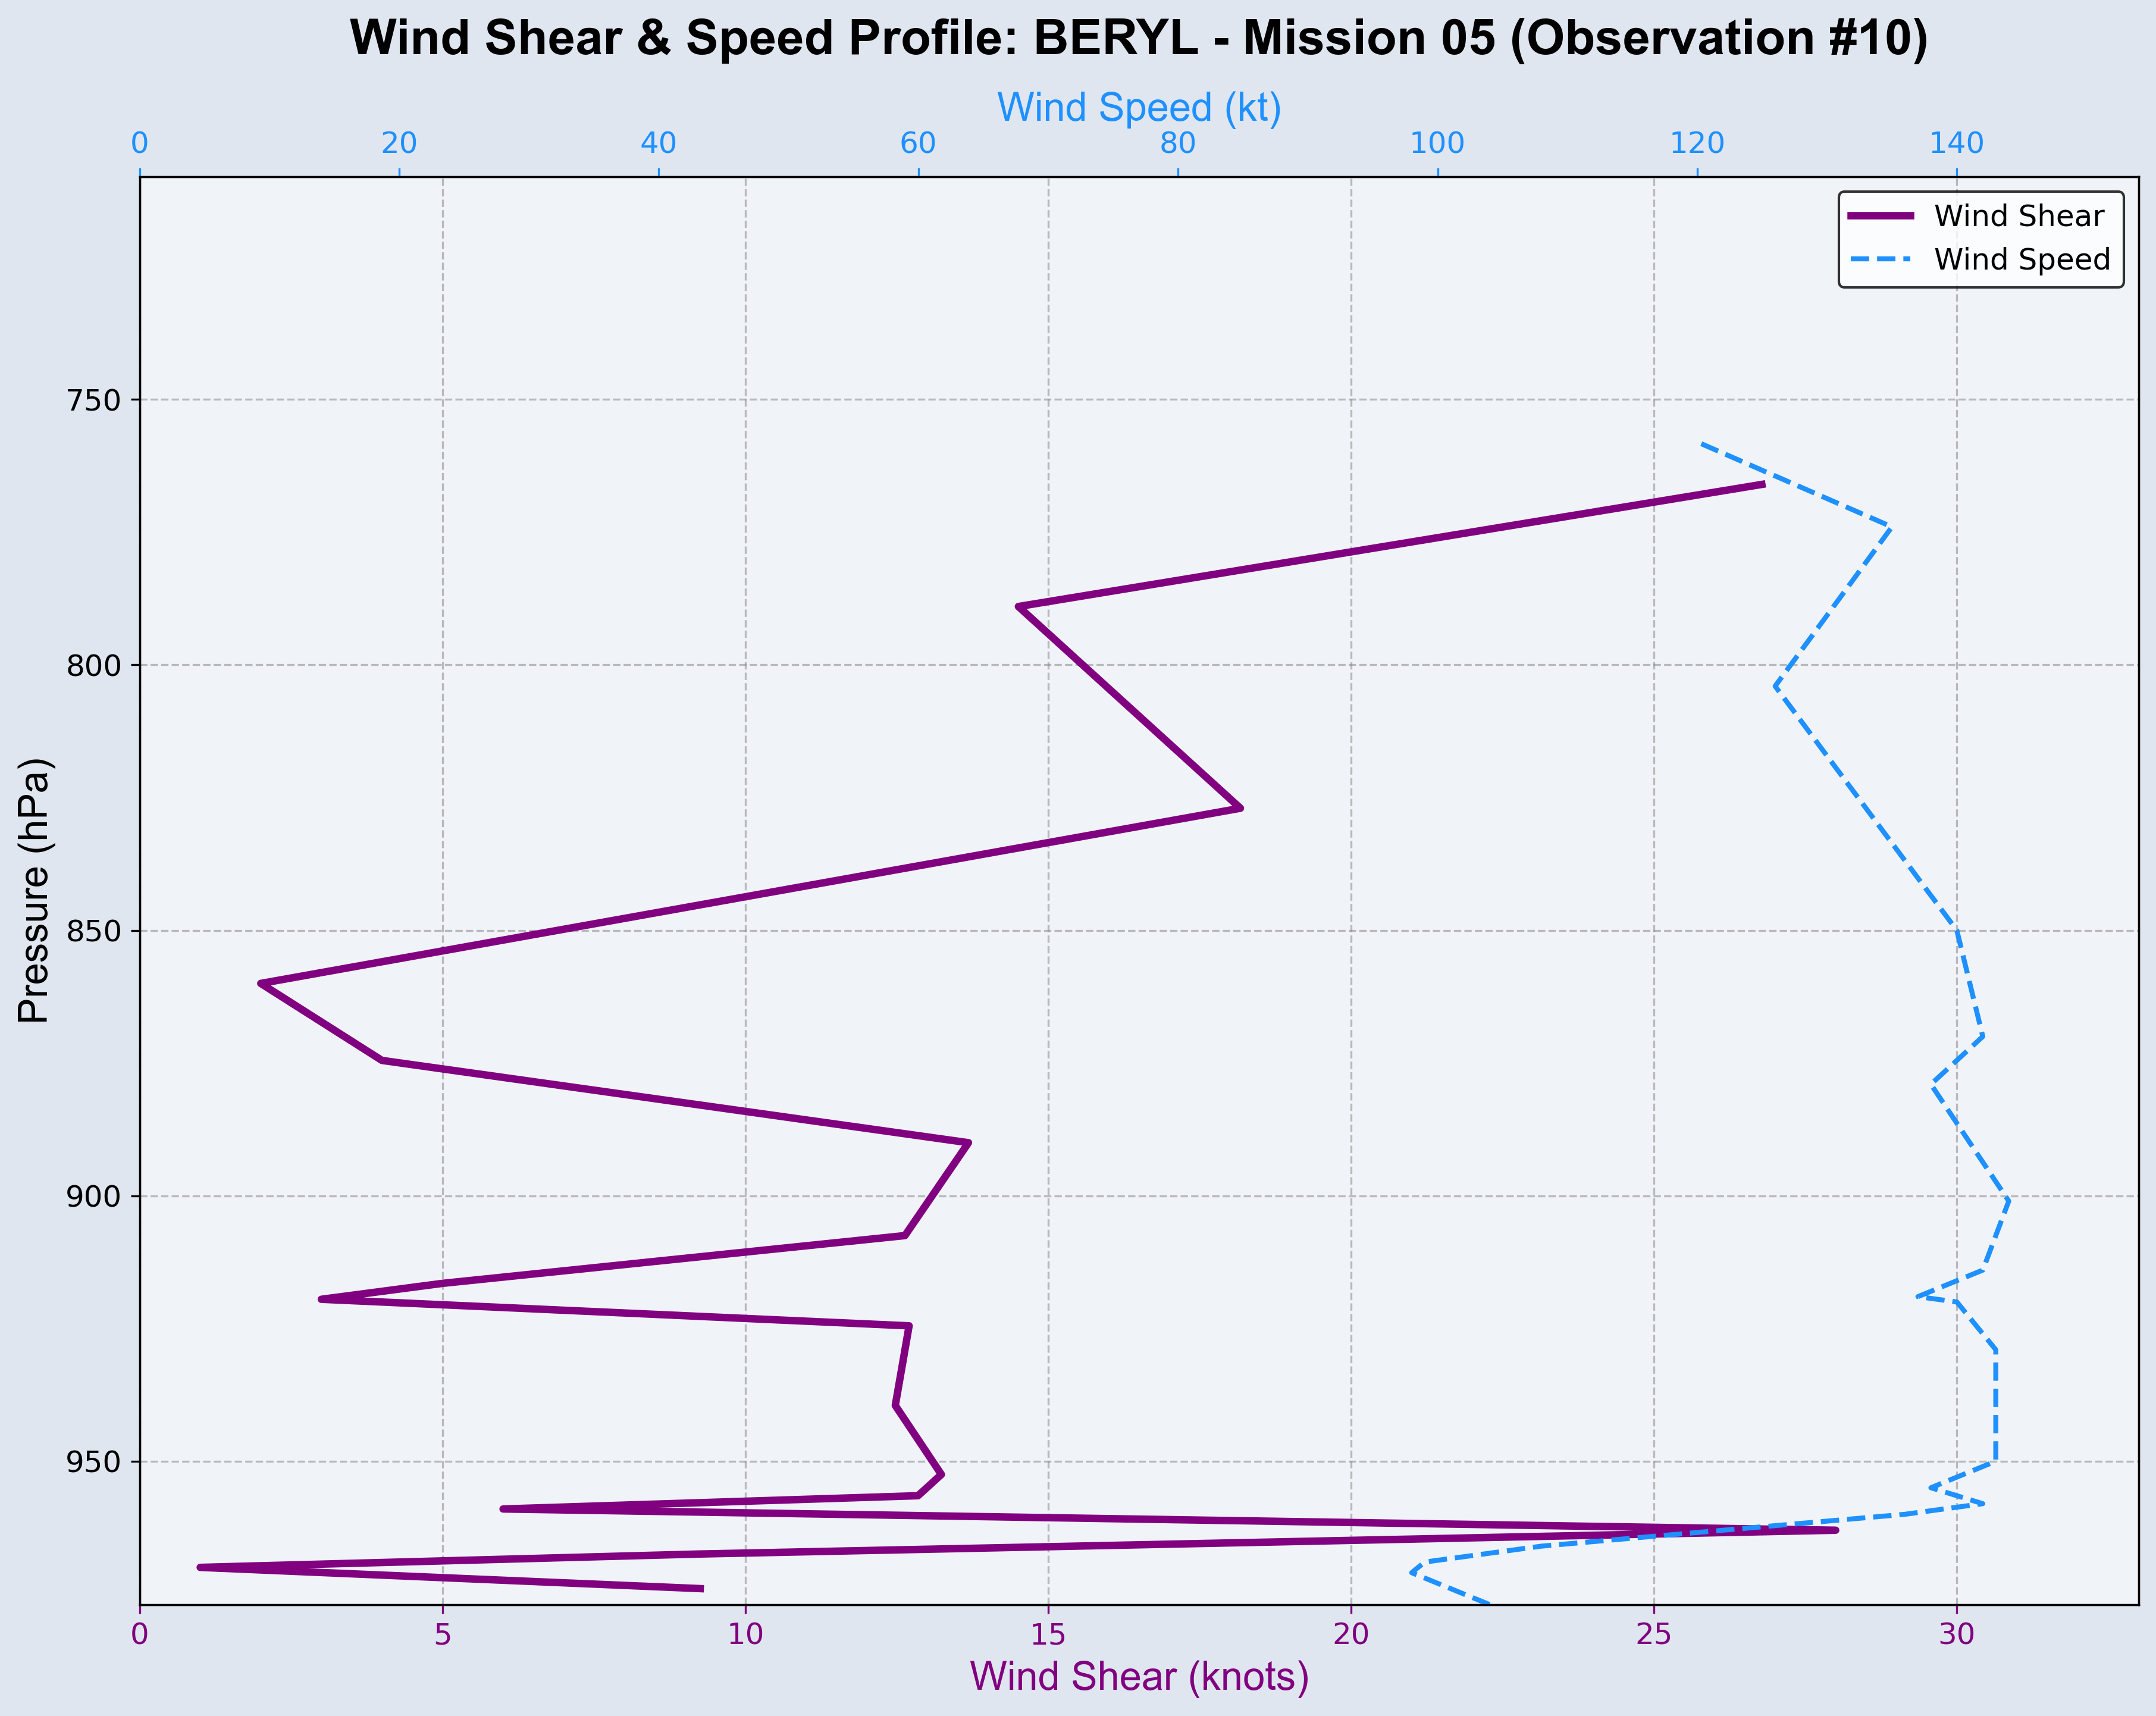 Wind Shear & Speed Profile: BERYL - Mission 05 (Observation #10)
Wind Speed (kt)
0 20 40 60 80 100 120 140
Wind Shear
Wind Speed
750
800
850
900
950
Pressure (hPa)
0 5 10 15 20 25 30
Wind Shear (knots)